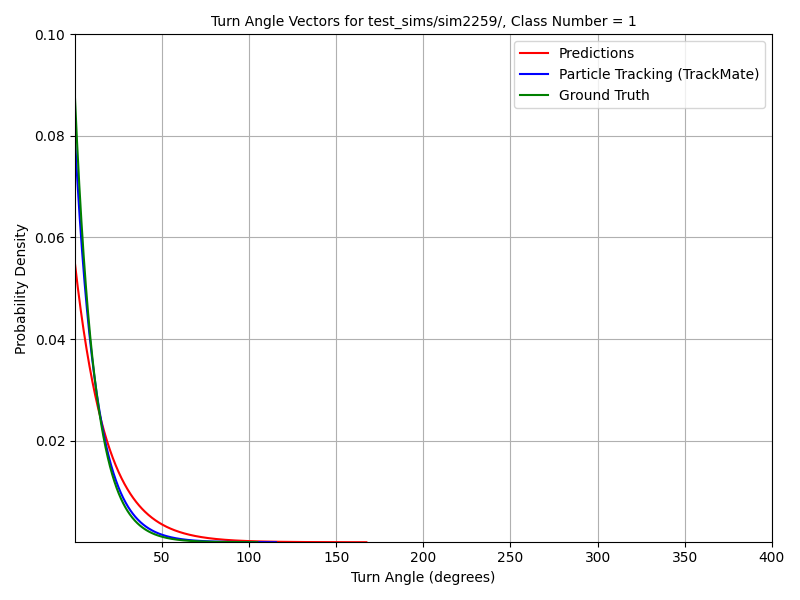 Turn Angle Vectors for test_sims/sim2259/, Class Number = 1
Predictions
Particle Tracking (TrackMate)
Ground Truth
Probability Density
0.10
0.08
0.06
0.04
0.02
50 100 150 200 250 300 350 400
Turn Angle (degrees)